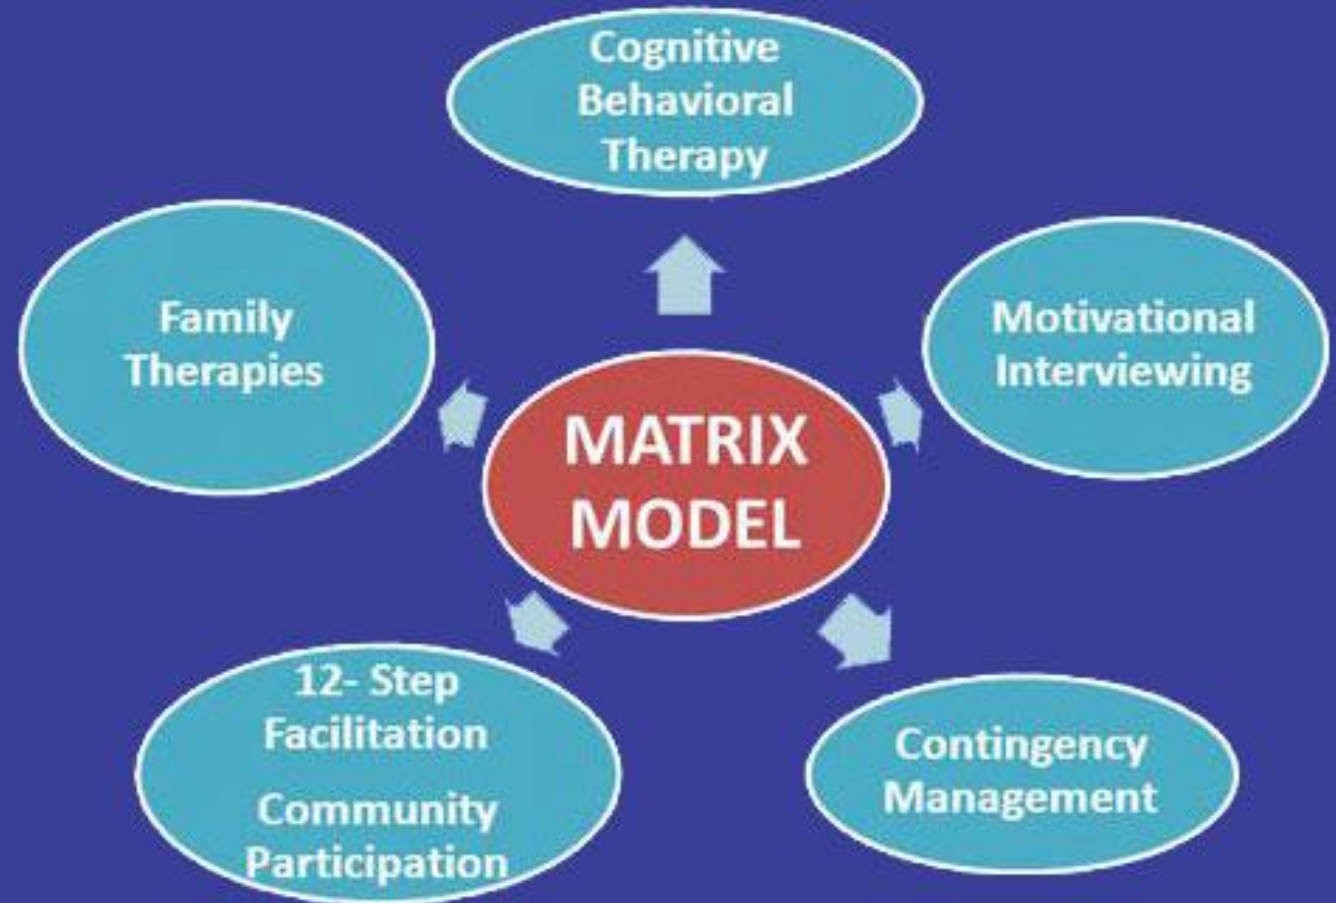 Cognitive
Behavioral
Therapy
Family
Therapies
Motivational
Interviewing
MATRIX
MODEL
12- Step
Facilitation
Community
Participation
Contingency
Management